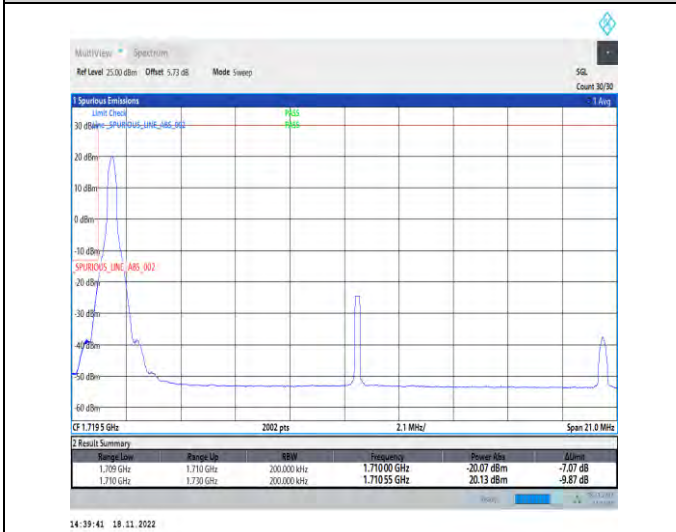 MultiView Spectrum
Ref Level 25.00 dBm Offset 5.73 dB Mode Sweep SGL
Count 30/30
1 Spurious Emissions 1 Avg
Limit Check PASS
30 dBm Line _SPURIOUS_LINE_ABS_002 PASS
20 dBm
10 dBm
0 dBm
-10 dBm
_SPURIOUS_LINE_ABS_002
-20 dBm
-30 dBm
-40 dBm
-50 dBm
-60 dBm
CF 1.7195 GHz 2002 pts 2.1 MHz/ Span 21.0 MHz
2 Result Summary
Range Low Range Up RBW Frequency Power Abs ΔLimit
1.709 GHz 1.710 GHz 200.000 kHz 1.71000 GHz -20.07 dBm -7.07 dB
1.710 GHz 1.730 GHz 200.000 kHz 1.71055 GHz 20.13 dBm -9.87 dB
14:39:41 18.11.2022